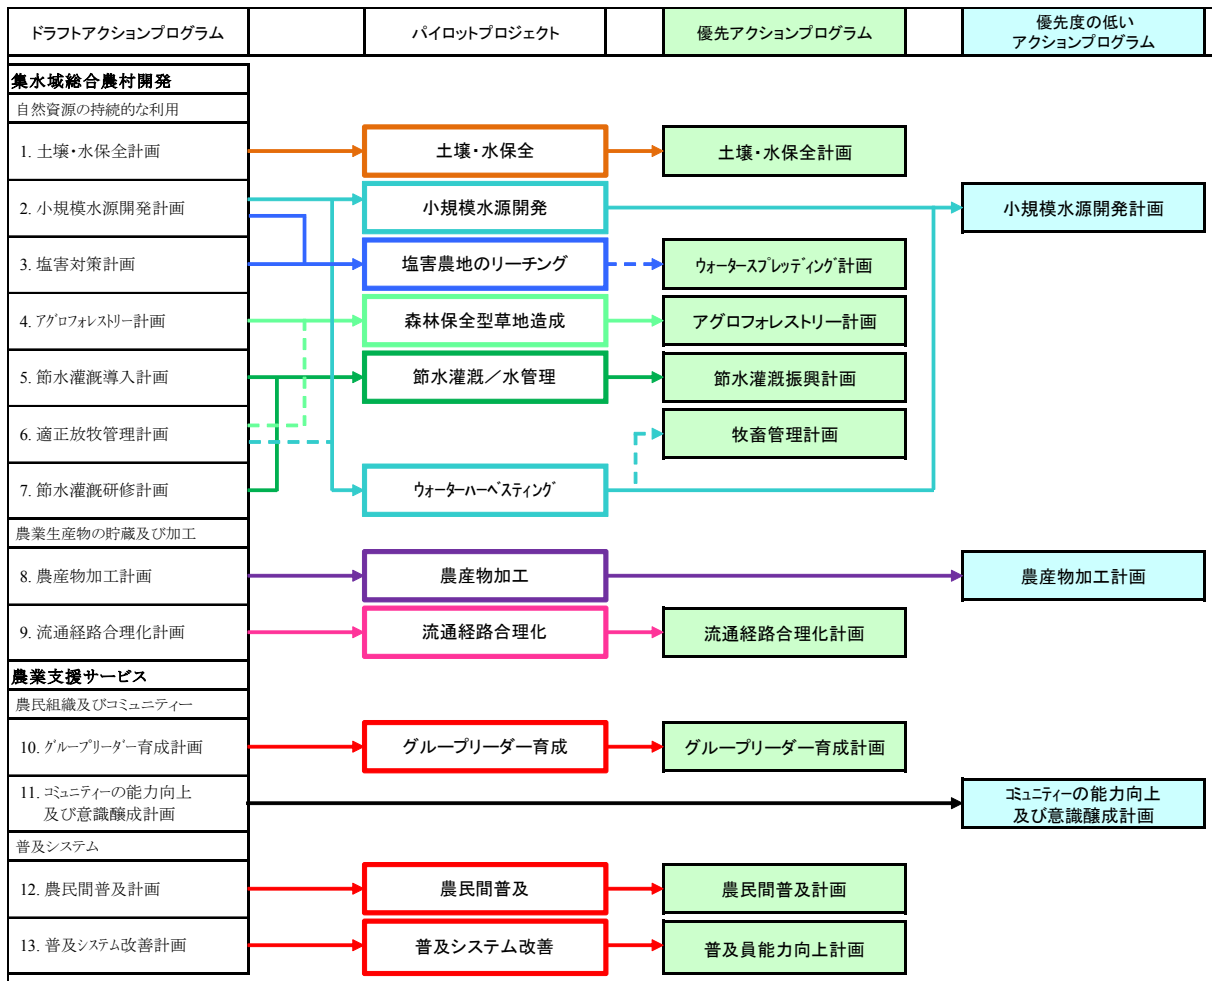 ドラフトアクションプログラム
パイロットプロジェクト
優先アクションプログラム
優先度の低い
アクションプログラム
集水域総合農村開発
自然資源の持続的な利用
1. 土壌・水保全計画
土壌・水保全
土壌・水保全計画
2. 小規模水源開発計画
小規模水源開発
小規模水源開発計画
3. 塩害対策計画
塩害農地のリーチング
ウォータースプレッディング計画
4. アグロフォレストリー計画
森林保全型草地造成
アグロフォレストリー計画
5. 節水灌漑導入計画
節水灌漑／水管理
節水灌漑振興計画
6. 適正放牧管理計画
牧畜管理計画
7. 節水灌漑研修計画
ウォーターハーベスティング
農業生産物の貯蔵及び加工
8. 農産物加工計画
農産物加工
農産物加工計画
9. 流通経路合理化計画
流通経路合理化
流通経路合理化計画
農業支援サービス
農民組織及びコミュニティー
10. グループリーダー育成計画
グループリーダー育成
グループリーダー育成計画
11. コミュニティーの能力向上
及び意識醸成計画
コミュニティーの能力向上
及び意識醸成計画
普及システム
12. 農民間普及計画
農民間普及
農民間普及計画
13. 普及システム改善計画
普及システム改善
普及員能力向上計画